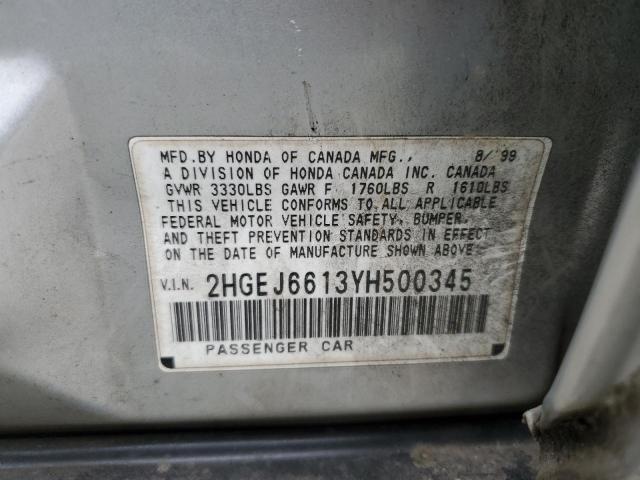 MFD. BY HONDA OF CANADA MFG., 8/'99
A DIVISION OF HONDA CANADA INC. CANADA
GVWR 3330LBS GAWR F 1760LBS R 1610LBS
THIS VEHICLE CONFORMS TO ALL APPLICABLE
FEDERAL MOTOR VEHICLE SAFETY, BUMPER,
AND THEFT PREVENTION STANDARDS IN EFFECT
ON THE DATE OF MANUFACTURE SHOWN ABOVE.
V.I.N. 2HGEJ6613YH500345
PASSENGER CAR